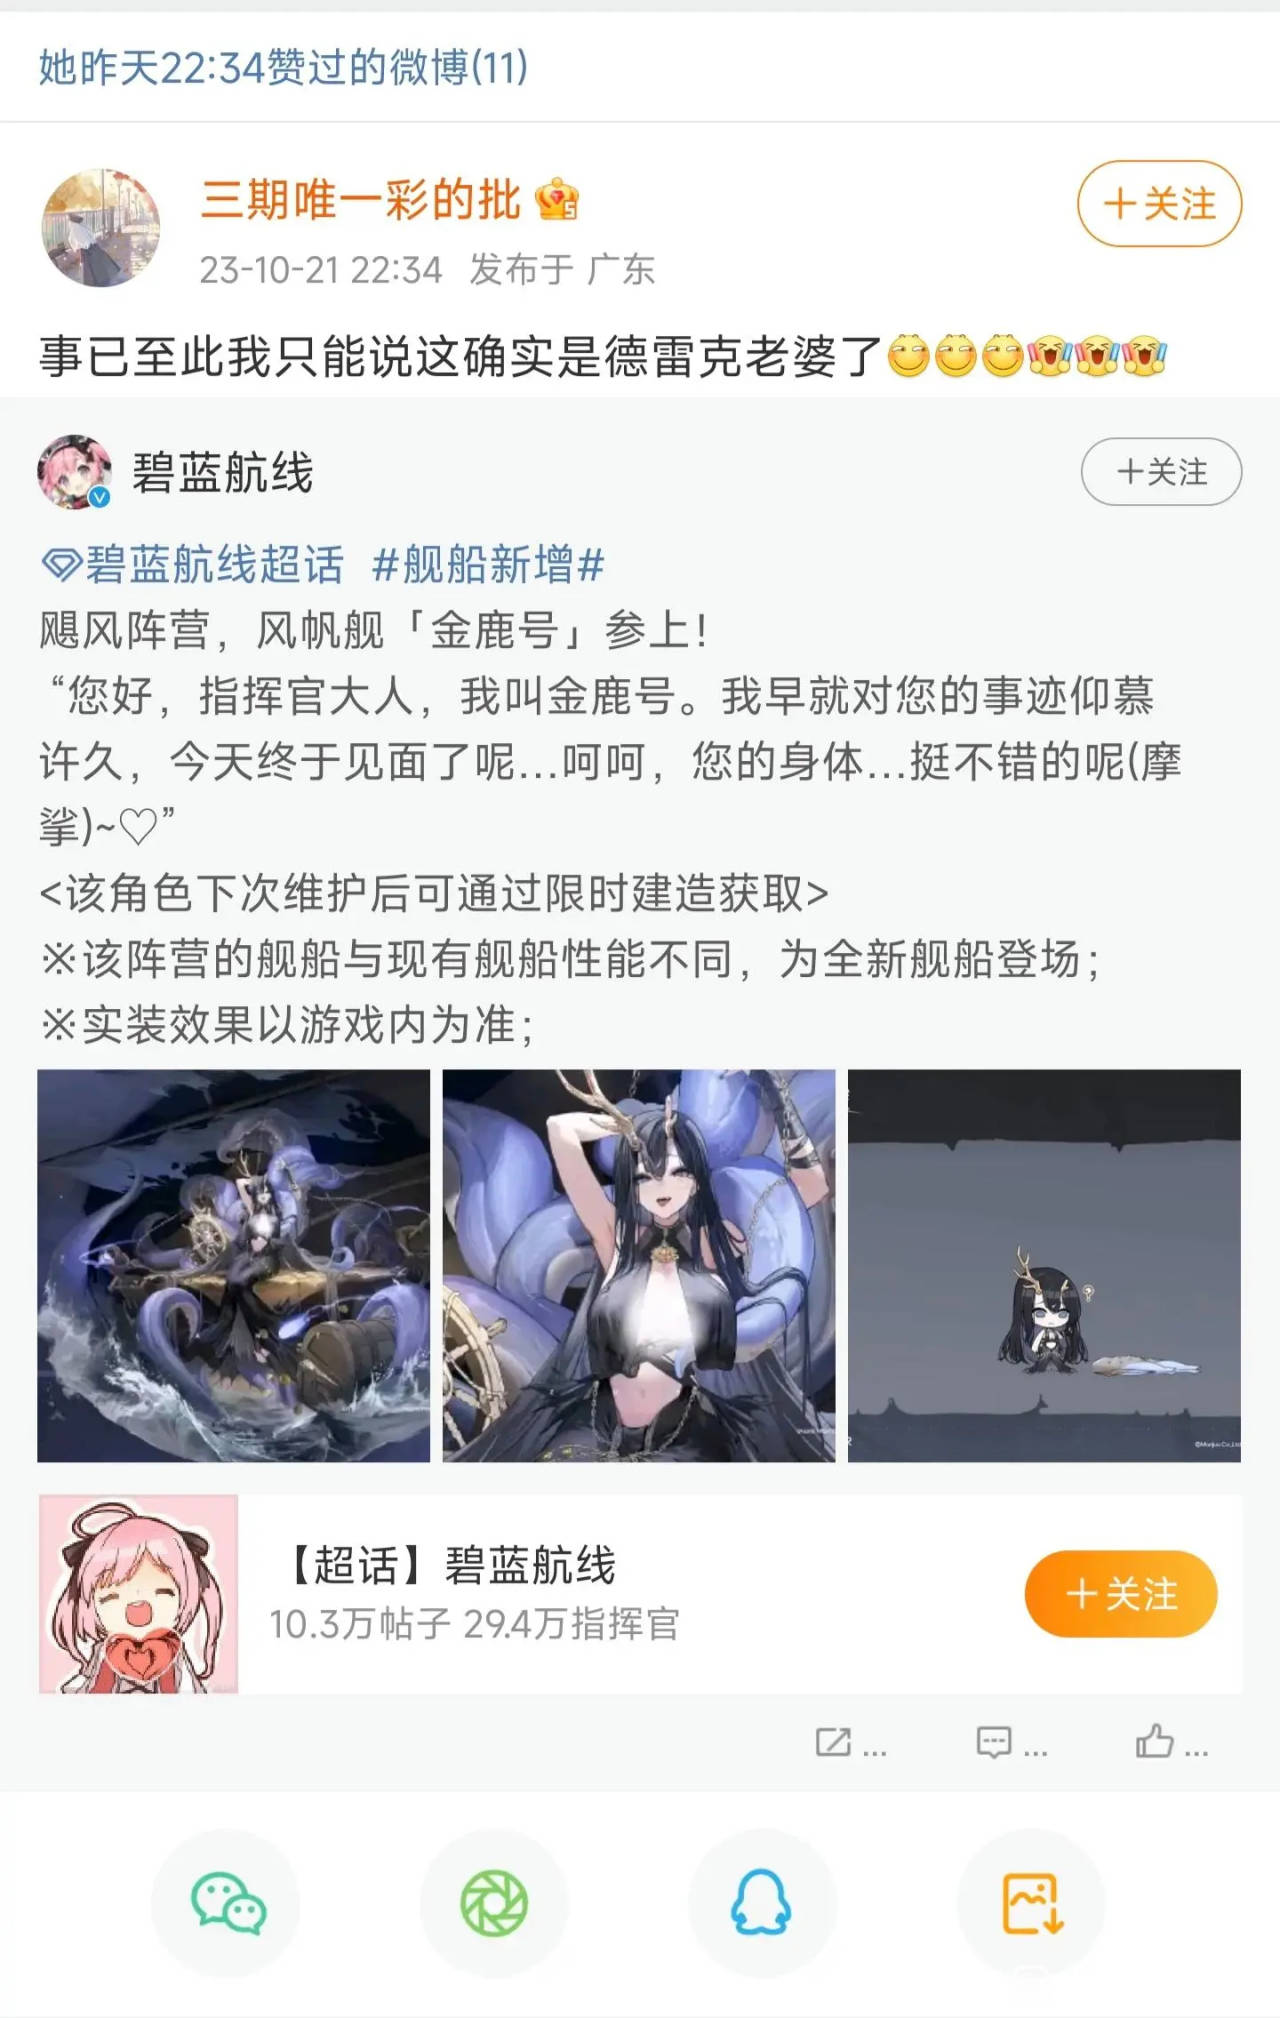 她昨天22:34赞过的微博(11)
三期唯一彩的批
5
+关注
23-10-21 22:34 发布于 广东
事已至此我只能说这确实是德雷克老婆了
碧蓝航线
V
+关注
碧蓝航线超话 #舰船新增#
飓风阵营，风帆舰「金鹿号」参上！
“您好，指挥官大人，我叫金鹿号。我早就对您的事迹仰慕
许久，今天终于见面了呢...呵呵，您的身体...挺不错的呢(摩
挲)~♡”
<该角色下次维护后可通过限时建造获取>
※该阵营的舰船与现有舰船性能不同，为全新舰船登场；
※实装效果以游戏内为准；
【超话】碧蓝航线
10.3万帖子 29.4万指挥官
+关注
...
...
...